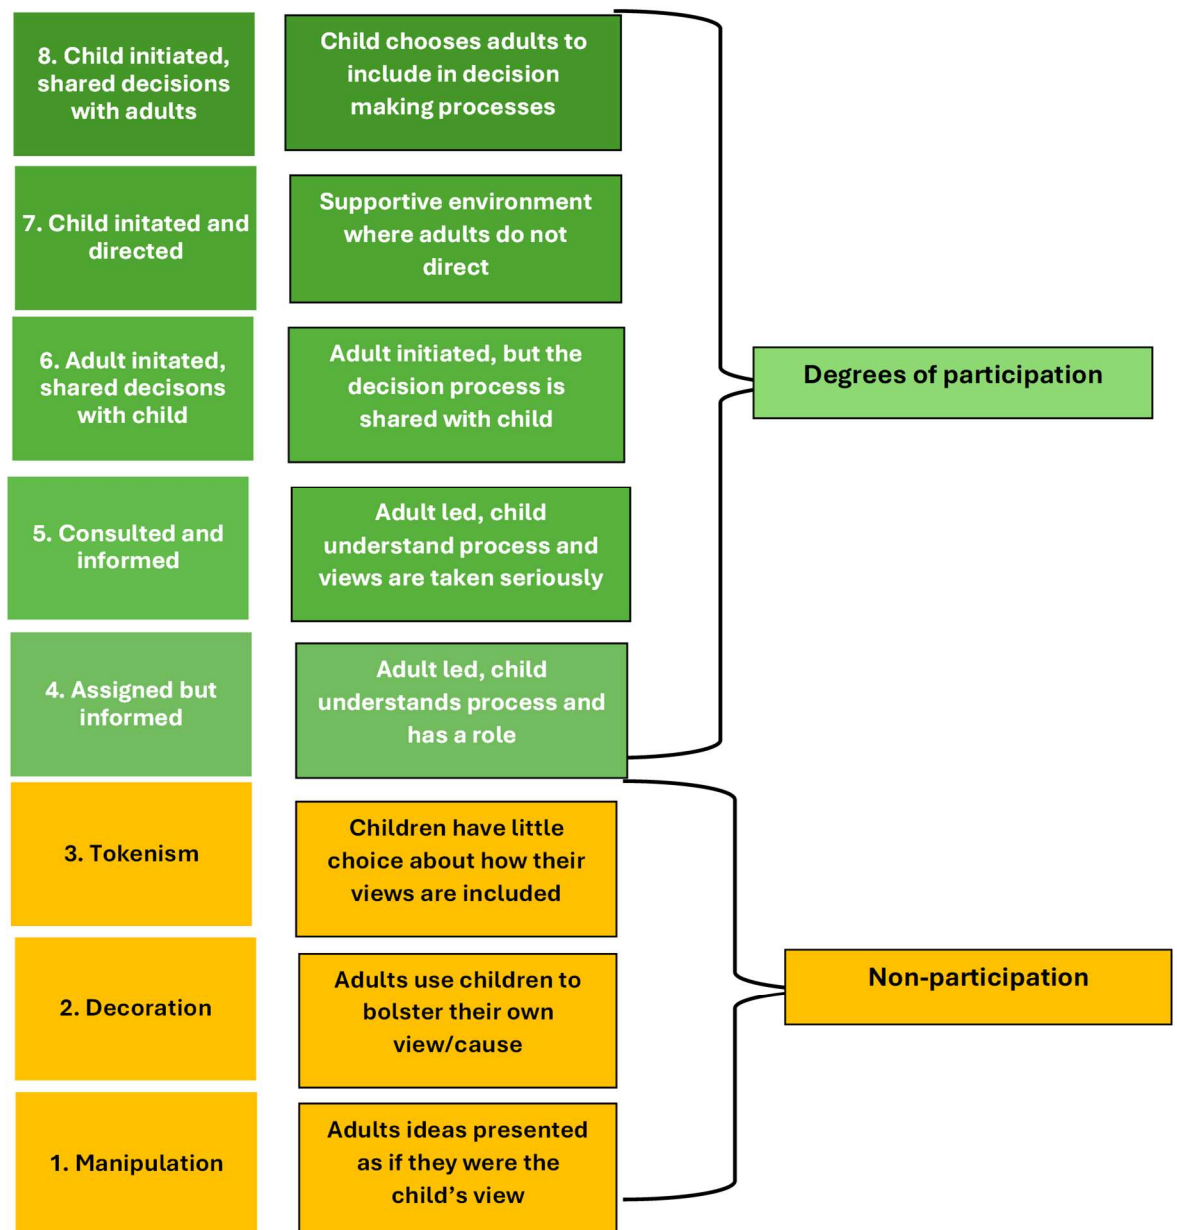 8. Child initiated,
shared decisions
with adults
Child chooses adults to
include in decision
making processes
7. Child initated and
directed
Supportive environment
where adults do not
direct
6. Adult initated,
shared decisons
with child
Adult initiated, but the
decision process is
shared with child
Degrees of participation
5. Consulted and
informed
Adult led, child
understand process and
views are taken seriously
4. Assigned but
informed
Adult led, child
understands process and
has a role
3. Tokenism
Children have little
choice about how their
views are included
2. Decoration
Adults use children to
bolster their own
view/cause
Non-participation
1. Manipulation
Adults ideas presented
as if they were the
child’s view